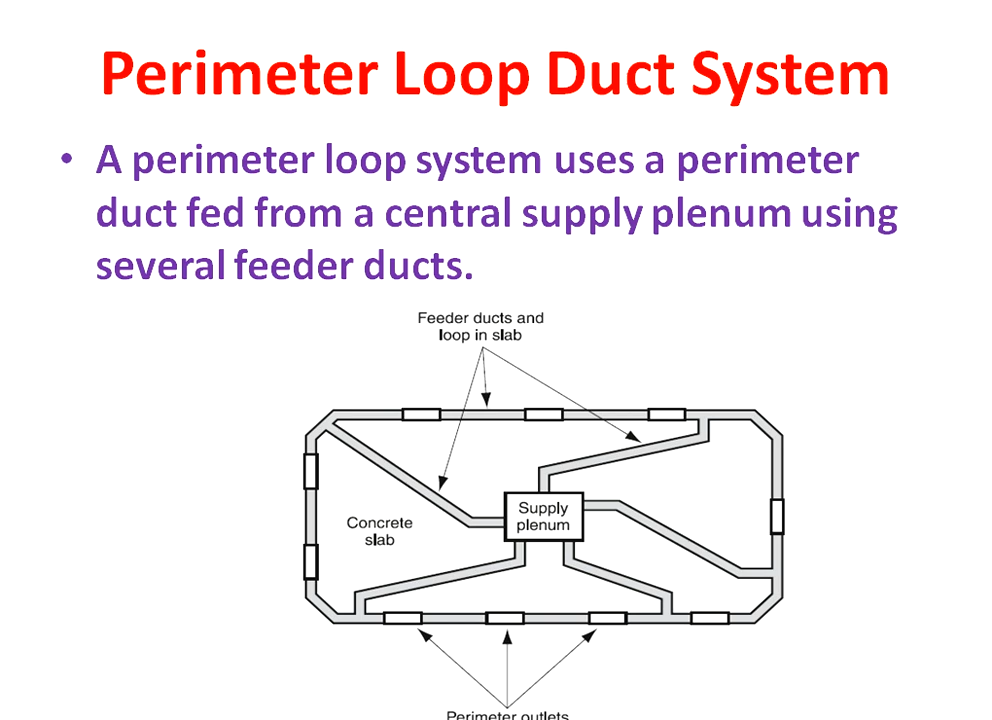 Perimeter Loop Duct System
• A perimeter loop system uses a perimeter
duct fed from a central supply plenum using
several feeder ducts.
Feeder ducts and
loop in slab
Supply
plenum
Concrete
slab
Perimeter outlets